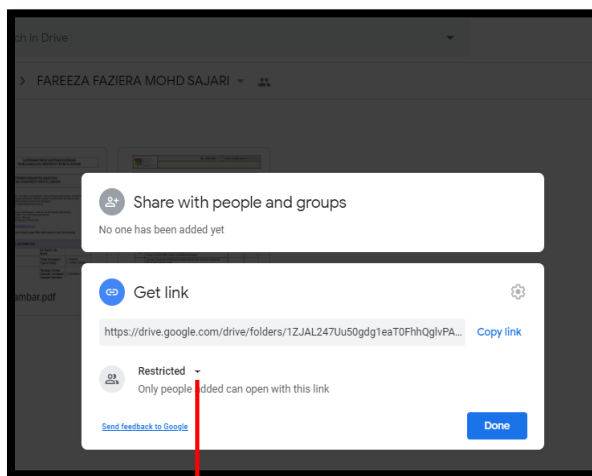 ch in Drive
> FAREEZA FAZIERA MOHD SAJARI
Share with people and groups
No one has been added yet
ambar.pdf
Get link
https://drive.google.com/drive/folders/1ZJAL247Uu50gdg1eaT0FhhQglvPA...
Copy link
Restricted
Only people added can open with this link
Send feedback to Google
Done